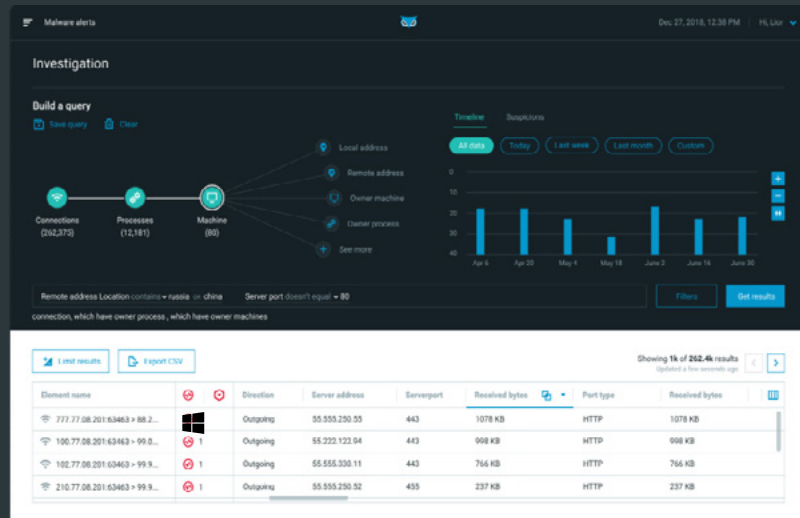 Malware alerts
Dec 27, 2018, 12:38 PM
Hi, Lior
Investigation
Build a query
Save query
Clear
Connections
(262,375)
Processes
(12,181)
Machine
(80)
Local address
Remote address
Owner machine
Owner process
See more
Timeline
Suspicions
All data
Today
Last week
Last month
Custom
0
10
20
30
40
Apr 6
Apr 20
May 4
May 18
June 2
June 16
June 30
Remote address Location contains russia or china
Server port doesn't equal 80
Filters
Get results
connection, which have owner process , which have owner machines
Limit results
Export CSV
Showing 1k of 262.4k results
Updated a few seconds ago
Element name Direction Server address Serverport Received bytes Port type Received bytes
777.77.08.201:63463 > 88.2... Outgoing 55.555.250.55 443 1078 KB HTTP 1078 KB
100.77.08.201:63463 > 99.0... 1 Outgoing 55.222.123.94 443 998 KB HTTP 998 KB
102.77.08.201:63463 > 99.9... 1 Outgoing 55.555.330.11 443 766 KB HTTP 766 KB
210.77.08.201:63463 > 99.9... 1 Outgoing 55.555.250.52 455 237 KB HTTP 237 KB